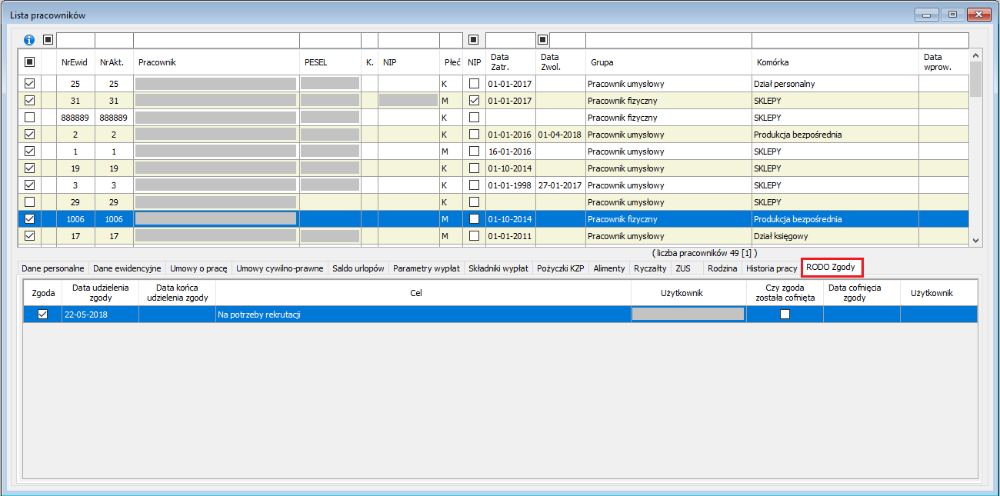 Lista pracowników
NrEwid NrAkt. Pracownik PESEL K. NIP Płeć NIP Data Zatr. Data Zwol. Grupa Komórka Data wprow.
25 25 K 01-01-2017 Pracownik umysłowy Dział personalny
31 31 M 01-01-2017 Pracownik fizyczny SKLEPY
888889 888889 K Pracownik fizyczny SKLEPY
2 2 K 01-01-2016 01-04-2018 Pracownik umysłowy Produkcja bezpośrednia
1 1 M 16-01-2016 Pracownik umysłowy SKLEPY
19 19 K 01-10-2014 Pracownik umysłowy SKLEPY
3 3 K 01-01-1998 27-01-2017 Pracownik umysłowy SKLEPY
29 29 K Pracownik umysłowy SKLEPY
1006 1006 M 01-10-2014 Pracownik fizyczny Produkcja bezpośrednia
17 17 M 01-01-2011 Pracownik umysłowy Dział księgowy
( liczba pracowników 49 [1] )
Dane personalne Dane ewidencyjne Umowy o pracę Umowy cywilno-prawne Saldo urlopów Parametry wypłat Składniki wypłat Pożyczki KZP Alimenty Ryczałty ZUS Rodzina Historia pracy RODO Zgody
Zgoda Data udzielenia zgody Data końca udzielenia zgody Cel Użytkownik Czy zgoda została cofnięta Data cofnięcia zgody Użytkownik
22-05-2018 Na potrzeby rekrutacji